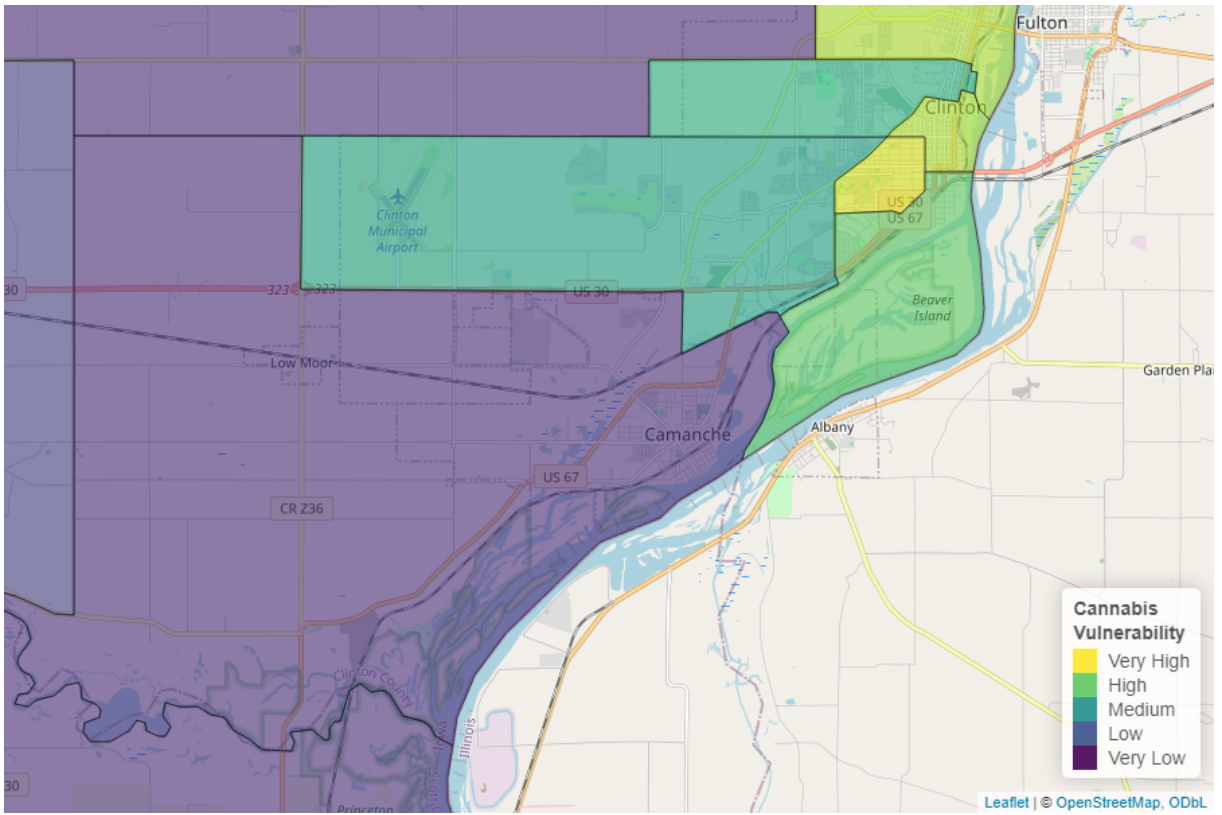 Fulton
Clinton
Clinton
Municipal
Airport
US 30
US 67
30
323
323
US 30
Beaver
Island
Low Moor
Garden Plai
Camanche
Albany
US 67
CR Z36
Clinton County
Iowa
Illinois
Scott C
30
Princeton
Cannabis
Vulnerability
Very High
High
Medium
Low
Very Low
Leaflet | © OpenStreetMap, ODbL